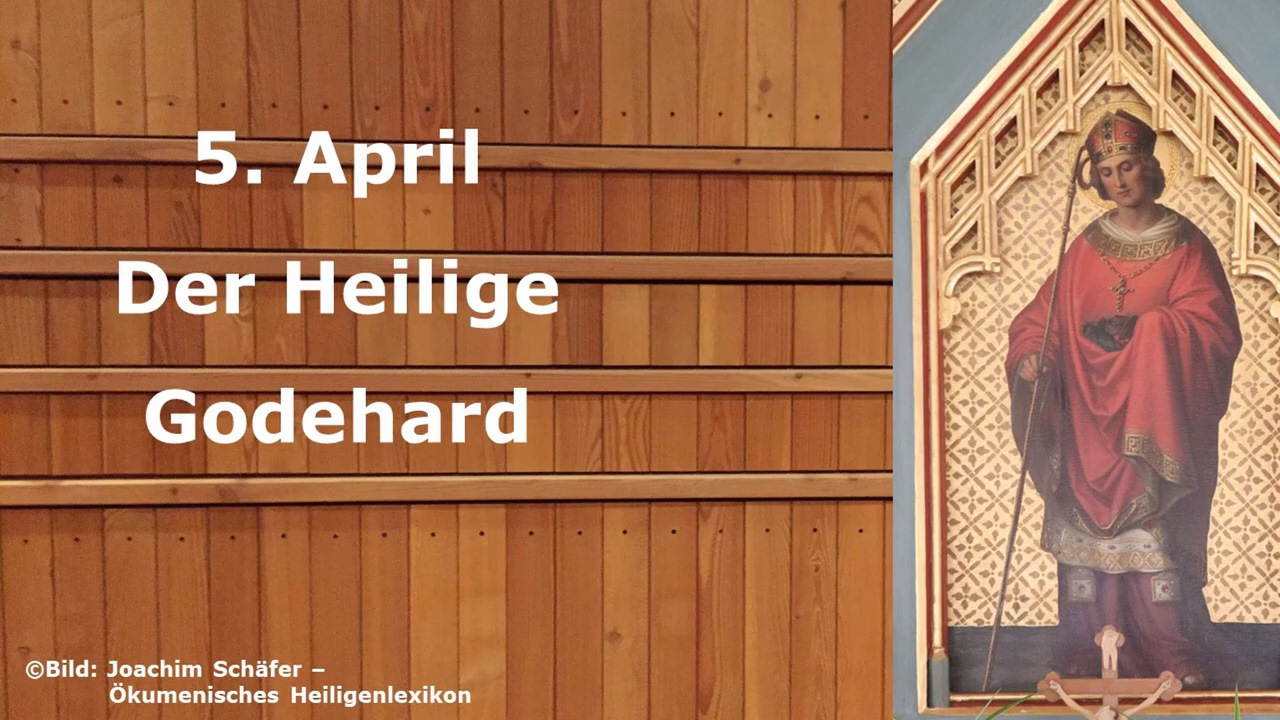 5. April
Der Heilige
Godehard
©Bild: Joachim Schäfer –
Ökumenisches Heiligenlexikon